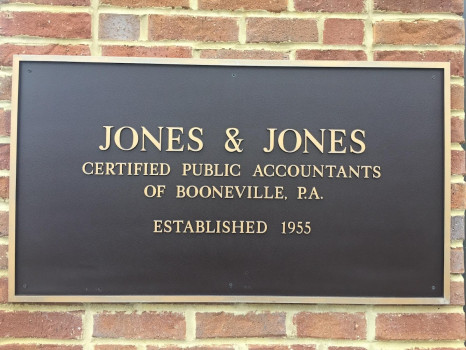 JONES & JONES
CERTIFIED PUBLIC ACCOUNTANTS
OF BOONEVILLE, P.A.
ESTABLISHED 1955